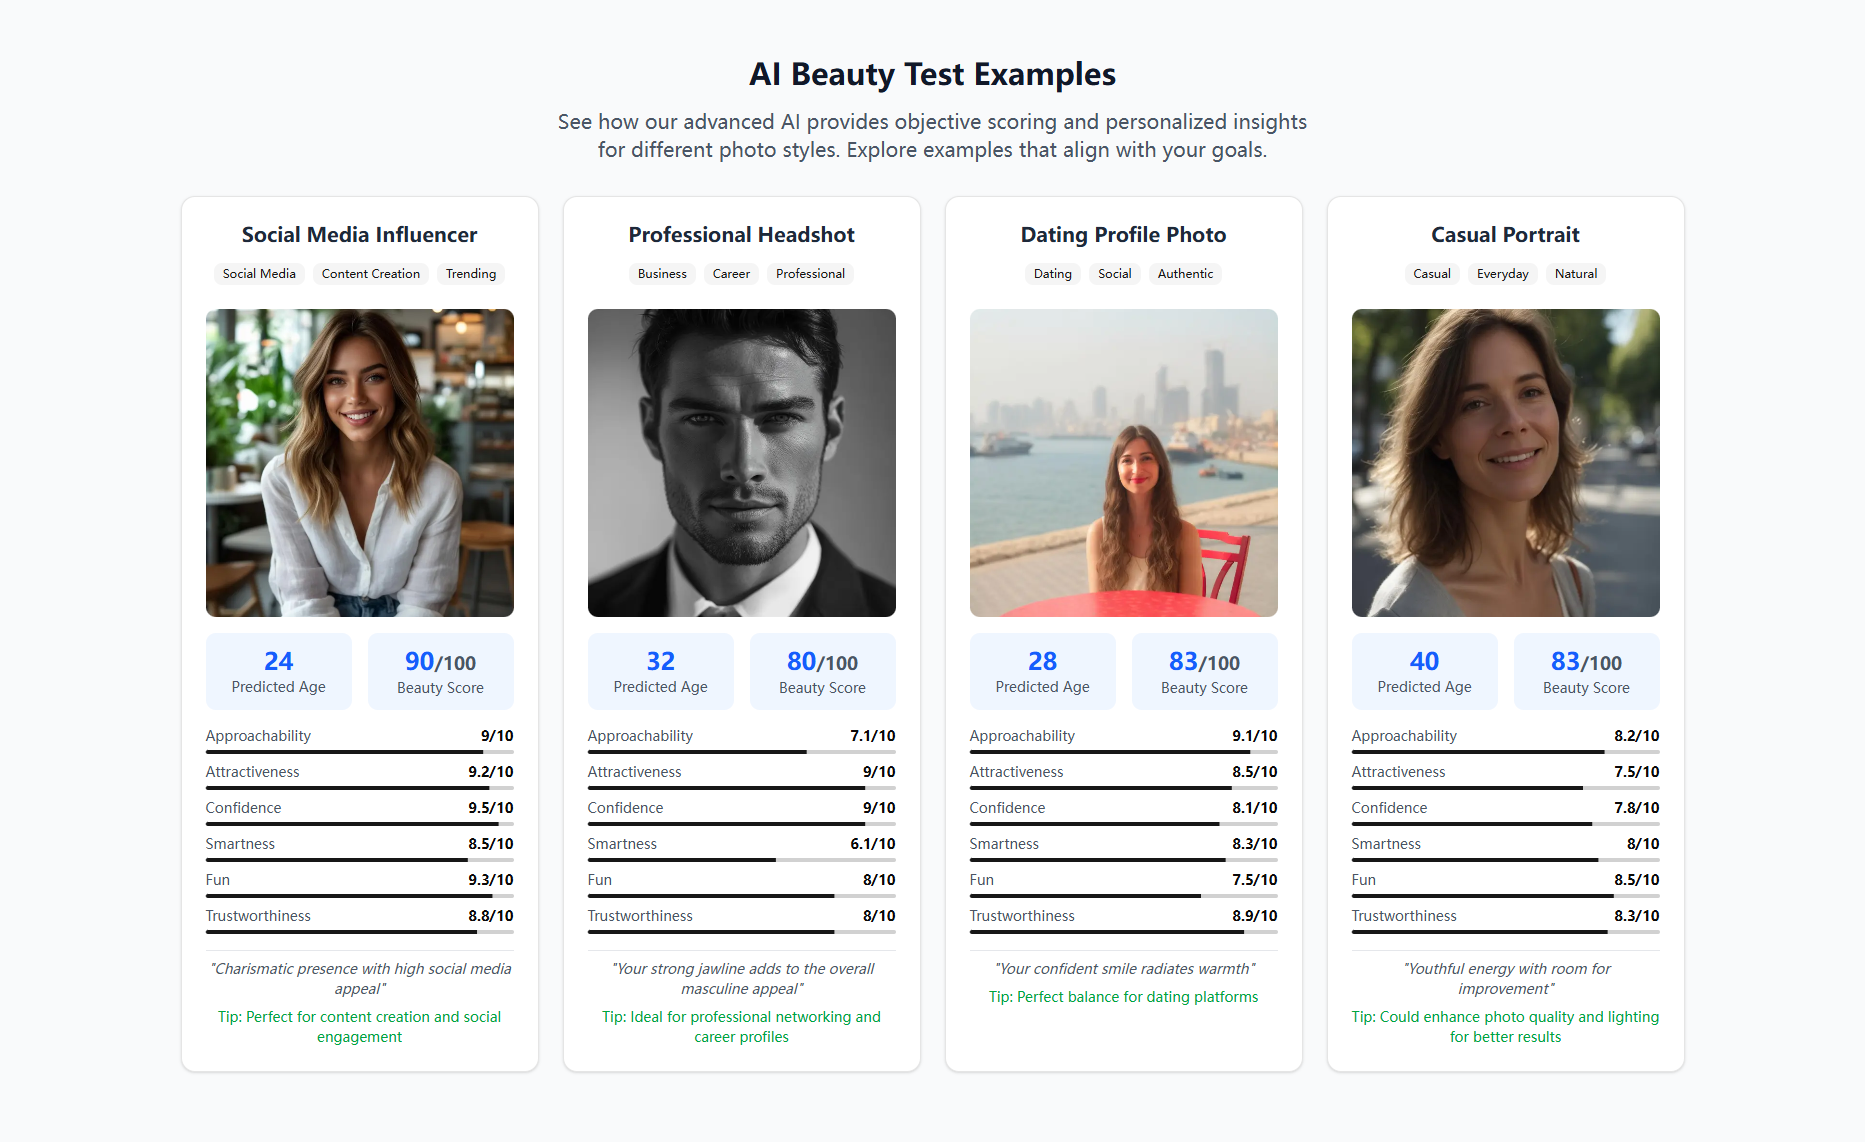 AI Beauty Test Examples
See how our advanced AI provides objective scoring and personalized insights
for different photo styles. Explore examples that align with your goals.
Social Media Influencer
Social Media Content Creation Trending
24
Predicted Age
90/100
Beauty Score
Approachability 9/10
Attractiveness 9.2/10
Confidence 9.5/10
Smartness 8.5/10
Fun 9.3/10
Trustworthiness 8.8/10
"Charismatic presence with high social media
appeal"
Tip: Perfect for content creation and social
engagement
Professional Headshot
Business Career Professional
32
Predicted Age
80/100
Beauty Score
Approachability 7.1/10
Attractiveness 9/10
Confidence 9/10
Smartness 6.1/10
Fun 8/10
Trustworthiness 8/10
"Your strong jawline adds to the overall
masculine appeal"
Tip: Ideal for professional networking and
career profiles
Dating Profile Photo
Dating Social Authentic
28
Predicted Age
83/100
Beauty Score
Approachability 9.1/10
Attractiveness 8.5/10
Confidence 8.1/10
Smartness 8.3/10
Fun 7.5/10
Trustworthiness 8.9/10
"Your confident smile radiates warmth"
Tip: Perfect balance for dating platforms
Casual Portrait
Casual Everyday Natural
40
Predicted Age
83/100
Beauty Score
Approachability 8.2/10
Attractiveness 7.5/10
Confidence 7.8/10
Smartness 8/10
Fun 8.5/10
Trustworthiness 8.3/10
"Youthful energy with room for
improvement"
Tip: Could enhance photo quality and lighting
for better results